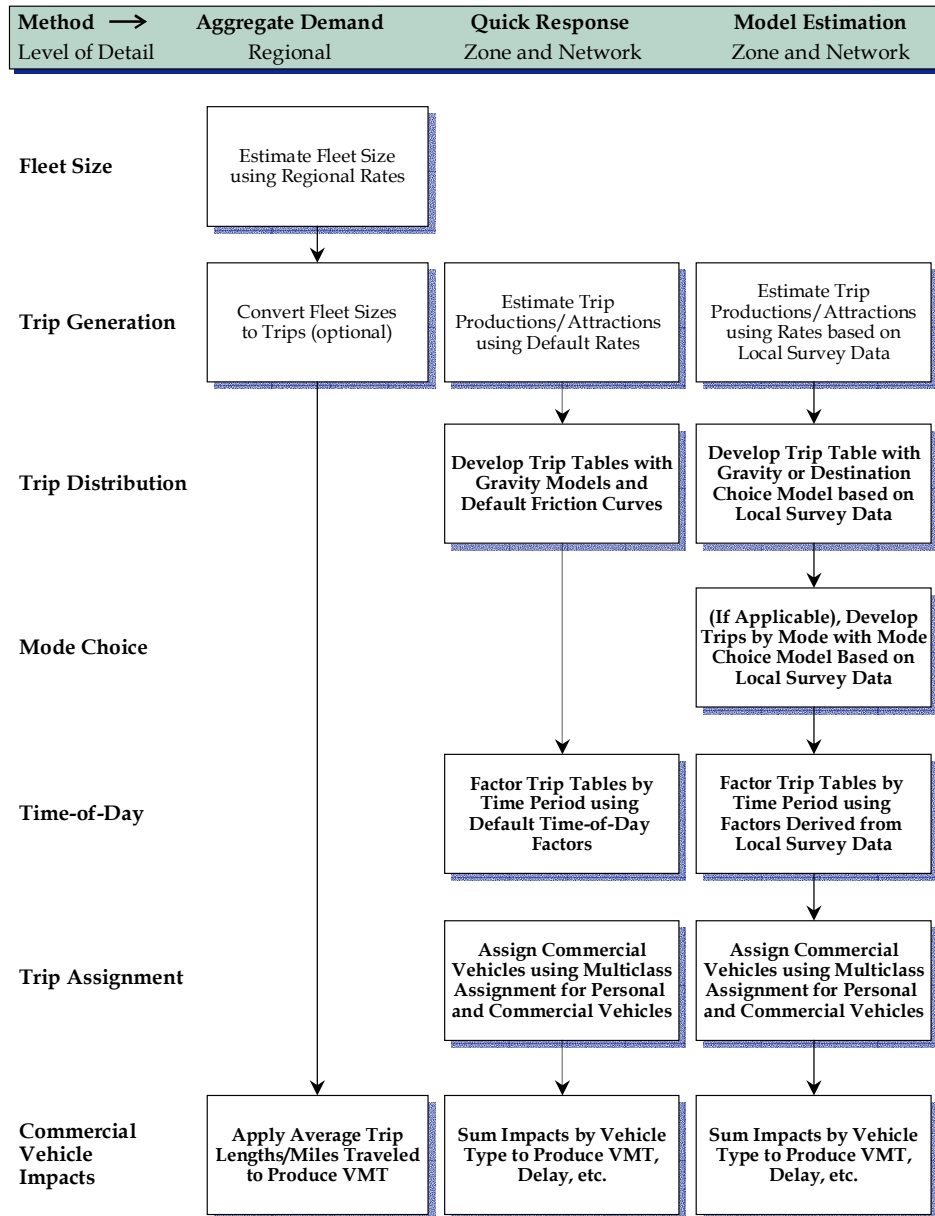 Method → Aggregate Demand Quick Response Model Estimation
Level of Detail Regional Zone and Network Zone and Network
Fleet Size
Estimate Fleet Size
using Regional Rates
Trip Generation
Convert Fleet Sizes
to Trips (optional)
Estimate Trip
Productions/Attractions
using Default Rates
Estimate Trip
Productions/Attractions
using Rates based on
Local Survey Data
Trip Distribution
Develop Trip Tables with
Gravity Models and
Default Friction Curves
Develop Trip Table with
Gravity or Destination
Choice Model based on
Local Survey Data
Mode Choice
(If Applicable), Develop
Trips by Mode with Mode
Choice Model Based on
Local Survey Data
Time-of-Day
Factor Trip Tables by
Time Period using
Default Time-of-Day
Factors
Factor Trip Tables by
Time Period using
Factors Derived from
Local Survey Data
Trip Assignment
Assign Commercial
Vehicles using Multiclass
Assignment for Personal
and Commercial Vehicles
Assign Commercial
Vehicles using Multiclass
Assignment for Personal
and Commercial Vehicles
Commercial
Vehicle
Impacts
Apply Average Trip
Lengths/Miles Traveled
to Produce VMT
Sum Impacts by Vehicle
Type to Produce VMT,
Delay, etc.
Sum Impacts by Vehicle
Type to Produce VMT,
Delay, etc.